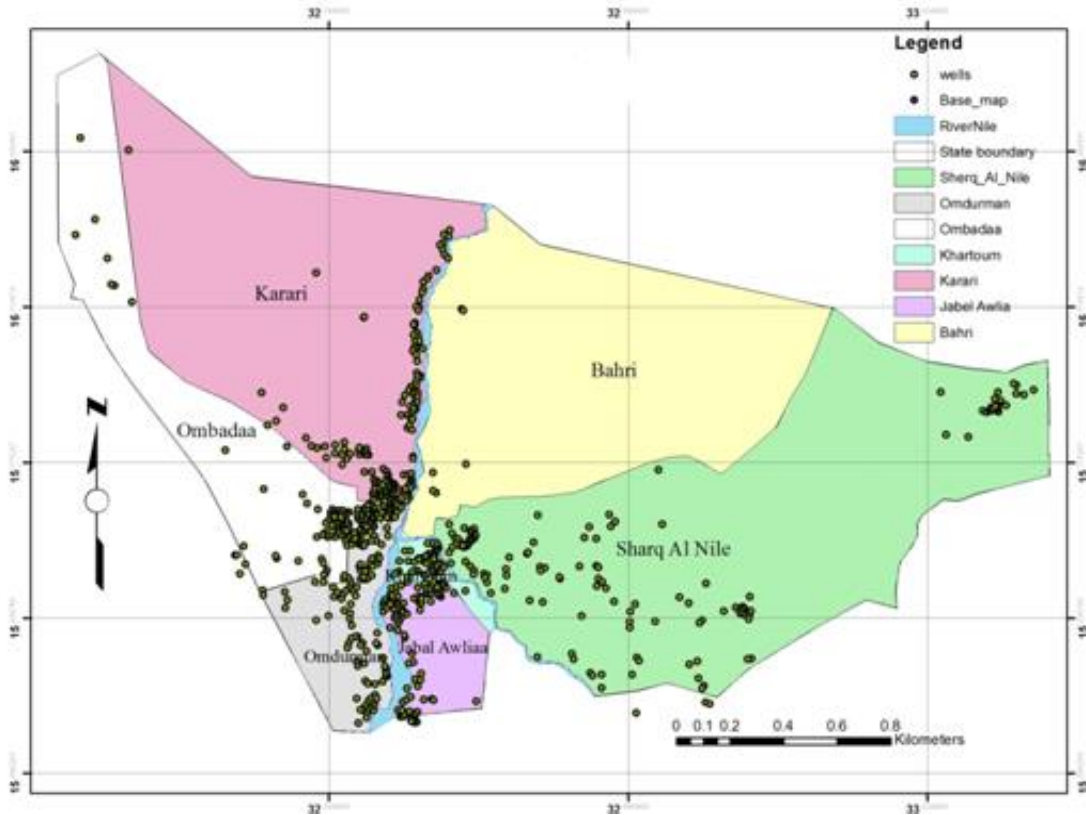 32
32
33
Legend
wells
Base_map
RiverNile
State boundary
Sherq_Al_Nile
Omdurman
Ombadaa
Khartoum
Karari
Jabel Awlia
Bahri
16
16
16
16
Karari
Bahri
Ombadaa
N
15
15
Sharq Al Nile
15
15
Jabal Awliaa
0 0.1 0.2 0.4 0.6 0.8
Kilometers
15
15
32
32
33